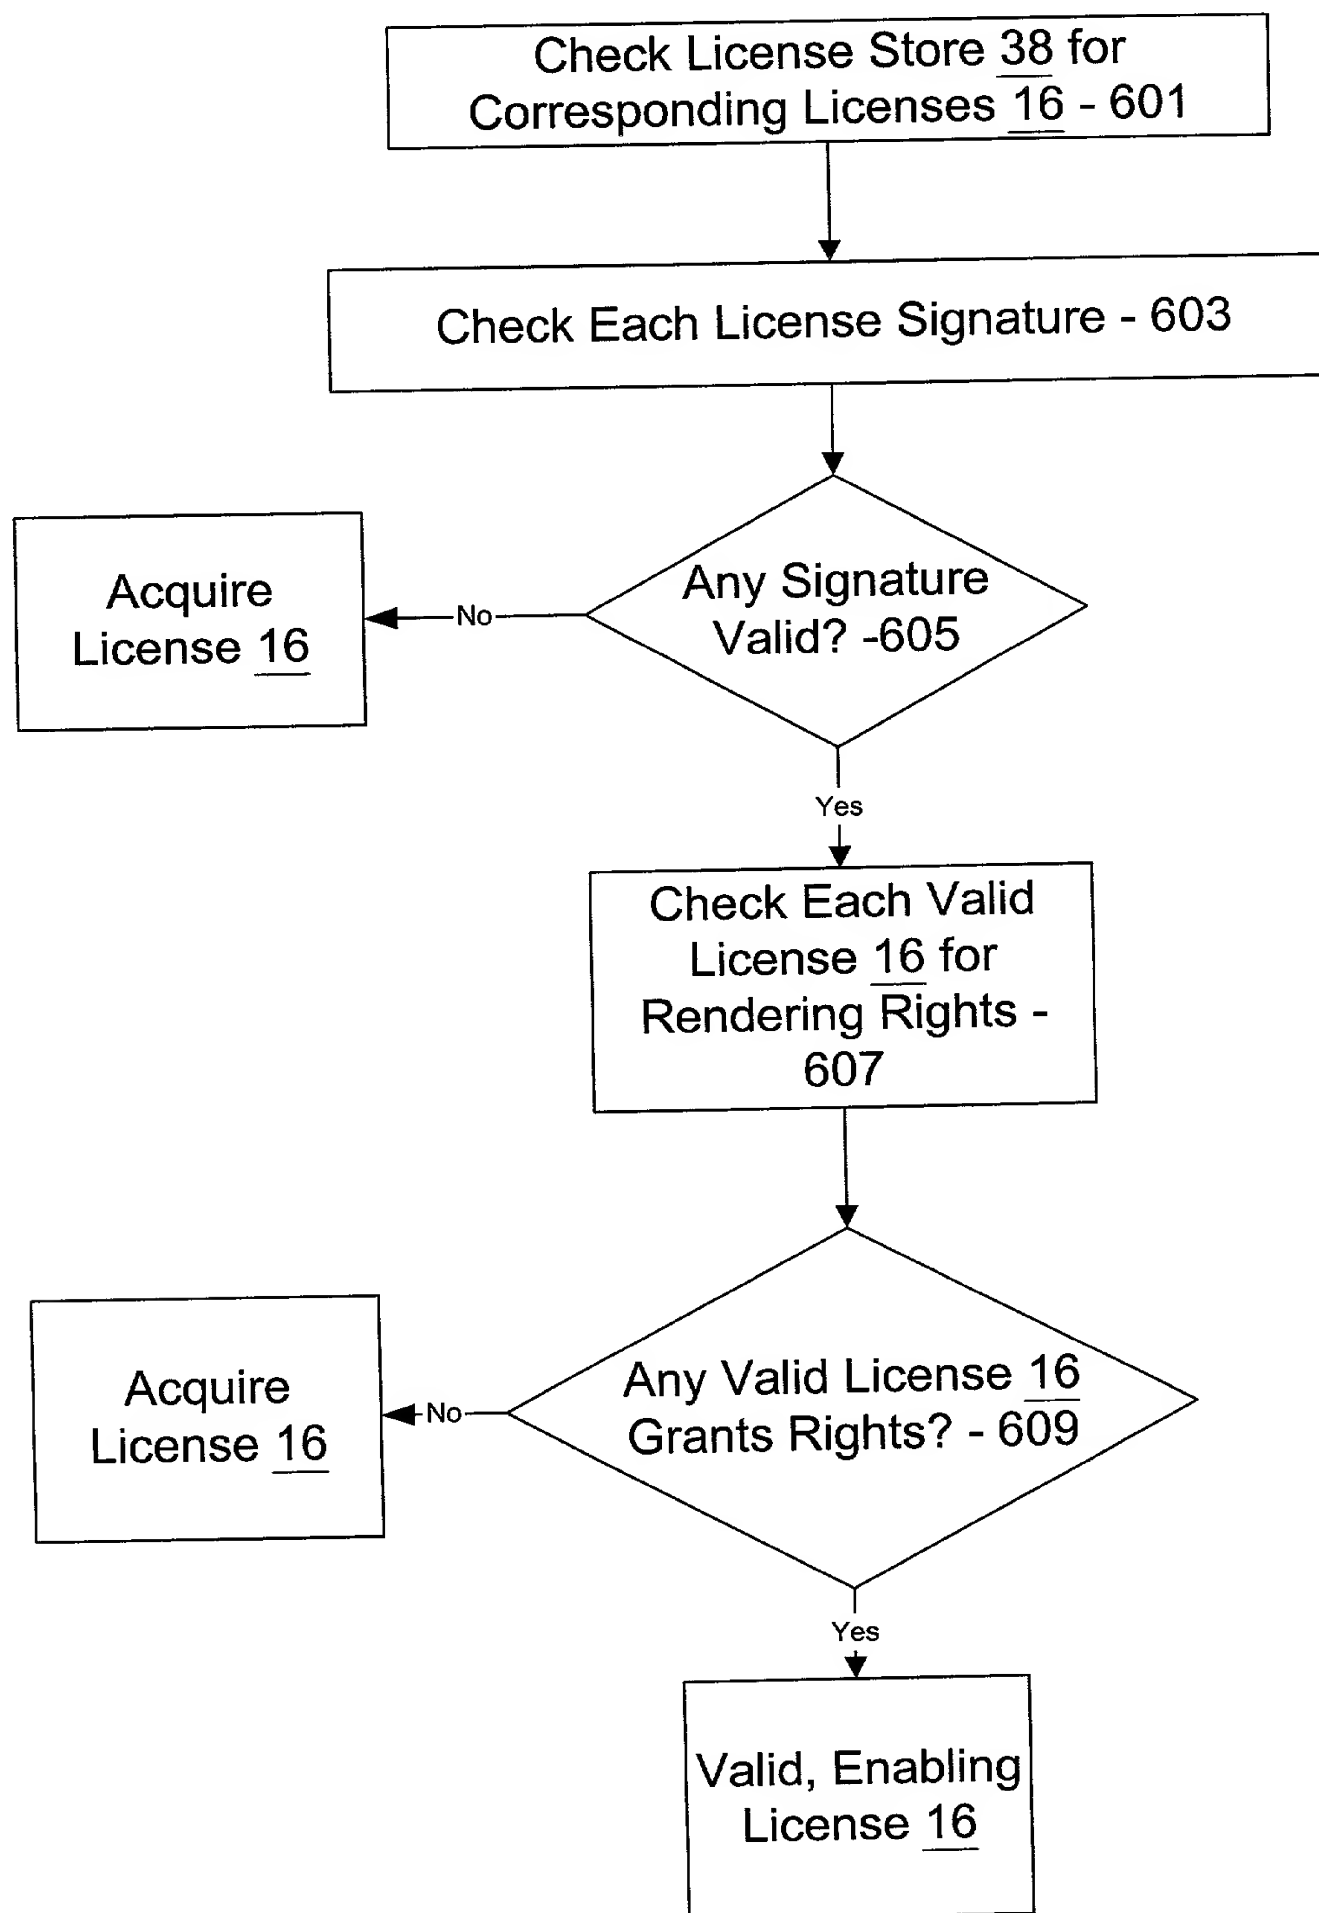 Check License Store 38 for
Corresponding Licenses 16 - 601
Check Each License Signature - 603
Any Signature
Valid? -605
No
Acquire
License 16
Yes
Check Each Valid
License 16 for
Rendering Rights -
607
Any Valid License 16
Grants Rights? - 609
No
Acquire
License 16
Yes
Valid, Enabling
License 16